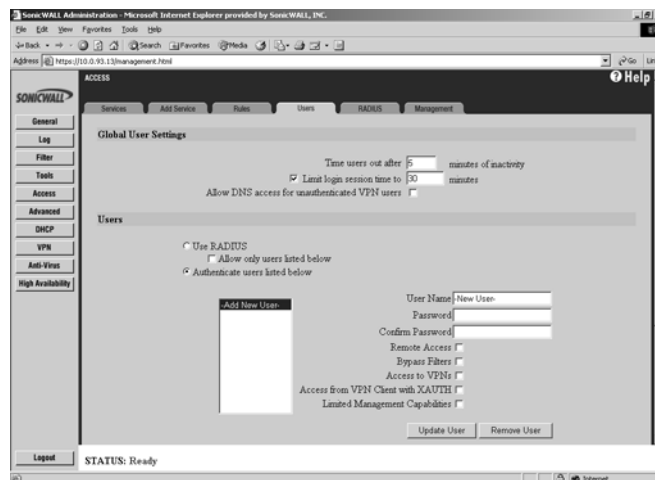 SonicWALL Administration - Microsoft Internet Explorer provided by SonicWALL, INC.
File Edit View Favorites Tools Help
Back Search Favorites Media
Address https://10.0.93.13/management.html Go
ACCESS
Help
SONICWALL
Services Add Service Rules Users RADIUS Management
General
Log
Filter
Tools
Access
Advanced
DHCP
VPN
Anti-Virus
High Availability
Logout
Global User Settings
Time users out after 5 minutes of inactivity
Limit login session time to 30 minutes
Allow DNS access for unauthenticated VPN users
Users
Use RADIUS
Allow only users listed below
Authenticate users listed below
-Add New User-
User Name -New User-
Password
Confirm Password
Remote Access
Bypass Filters
Access to VPNs
Access from VPN Client with XAUTH
Limited Management Capabilities
Update User Remove User
STATUS: Ready
Internet